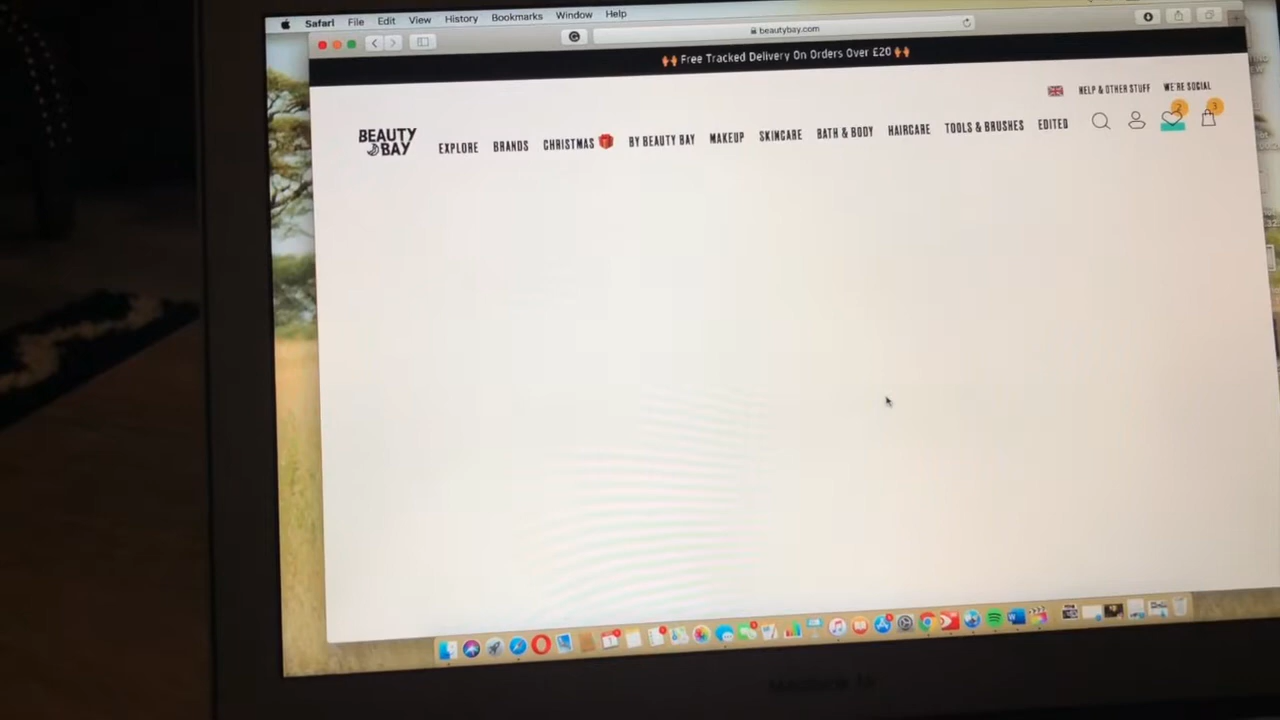 Safari File Edit View History Bookmarks Window Help
beautybay.com
🙌 Free Tracked Delivery On Orders Over £20 🙌
HELP & OTHER STUFF WE'RE SOCIAL
BEAUTY BAY
EXPLORE BRANDS CHRISTMAS BY BEAUTY BAY MAKEUP SKINCARE BATH & BODY HAIRCARE TOOLS & BRUSHES EDITED
2 3